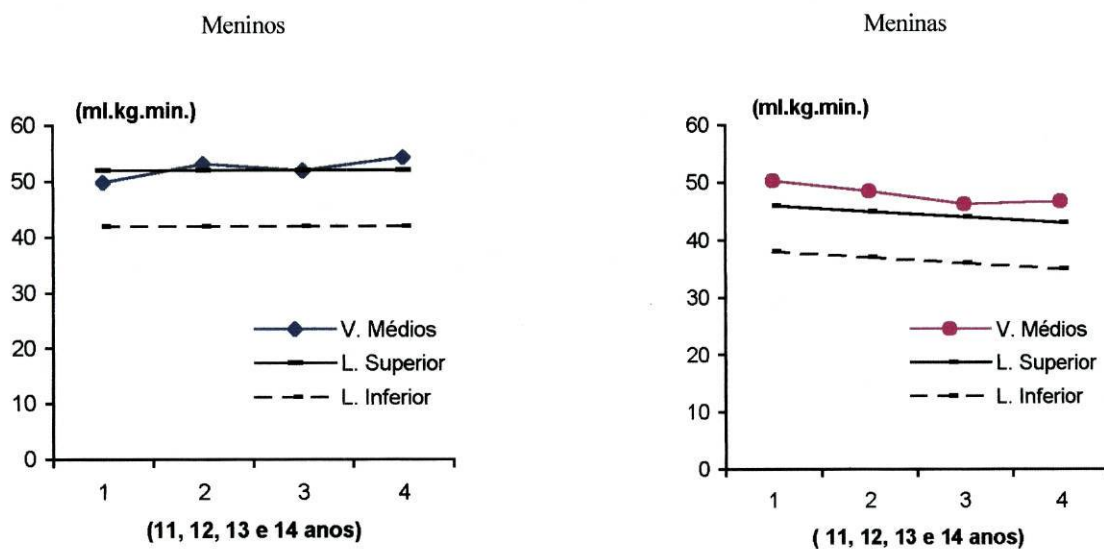 Meninos
(ml.kg.min.)
60
50
40
30
20
10
0
V. Médios
L. Superior
L. Inferior
1 2 3 4
(11, 12, 13 e 14 anos)
Meninas
(ml.kg.min.)
60
50
40
30
20
10
0
V. Médios
L. Superior
L. Inferior
1 2 3 4
( 11, 12, 13 e 14 anos)